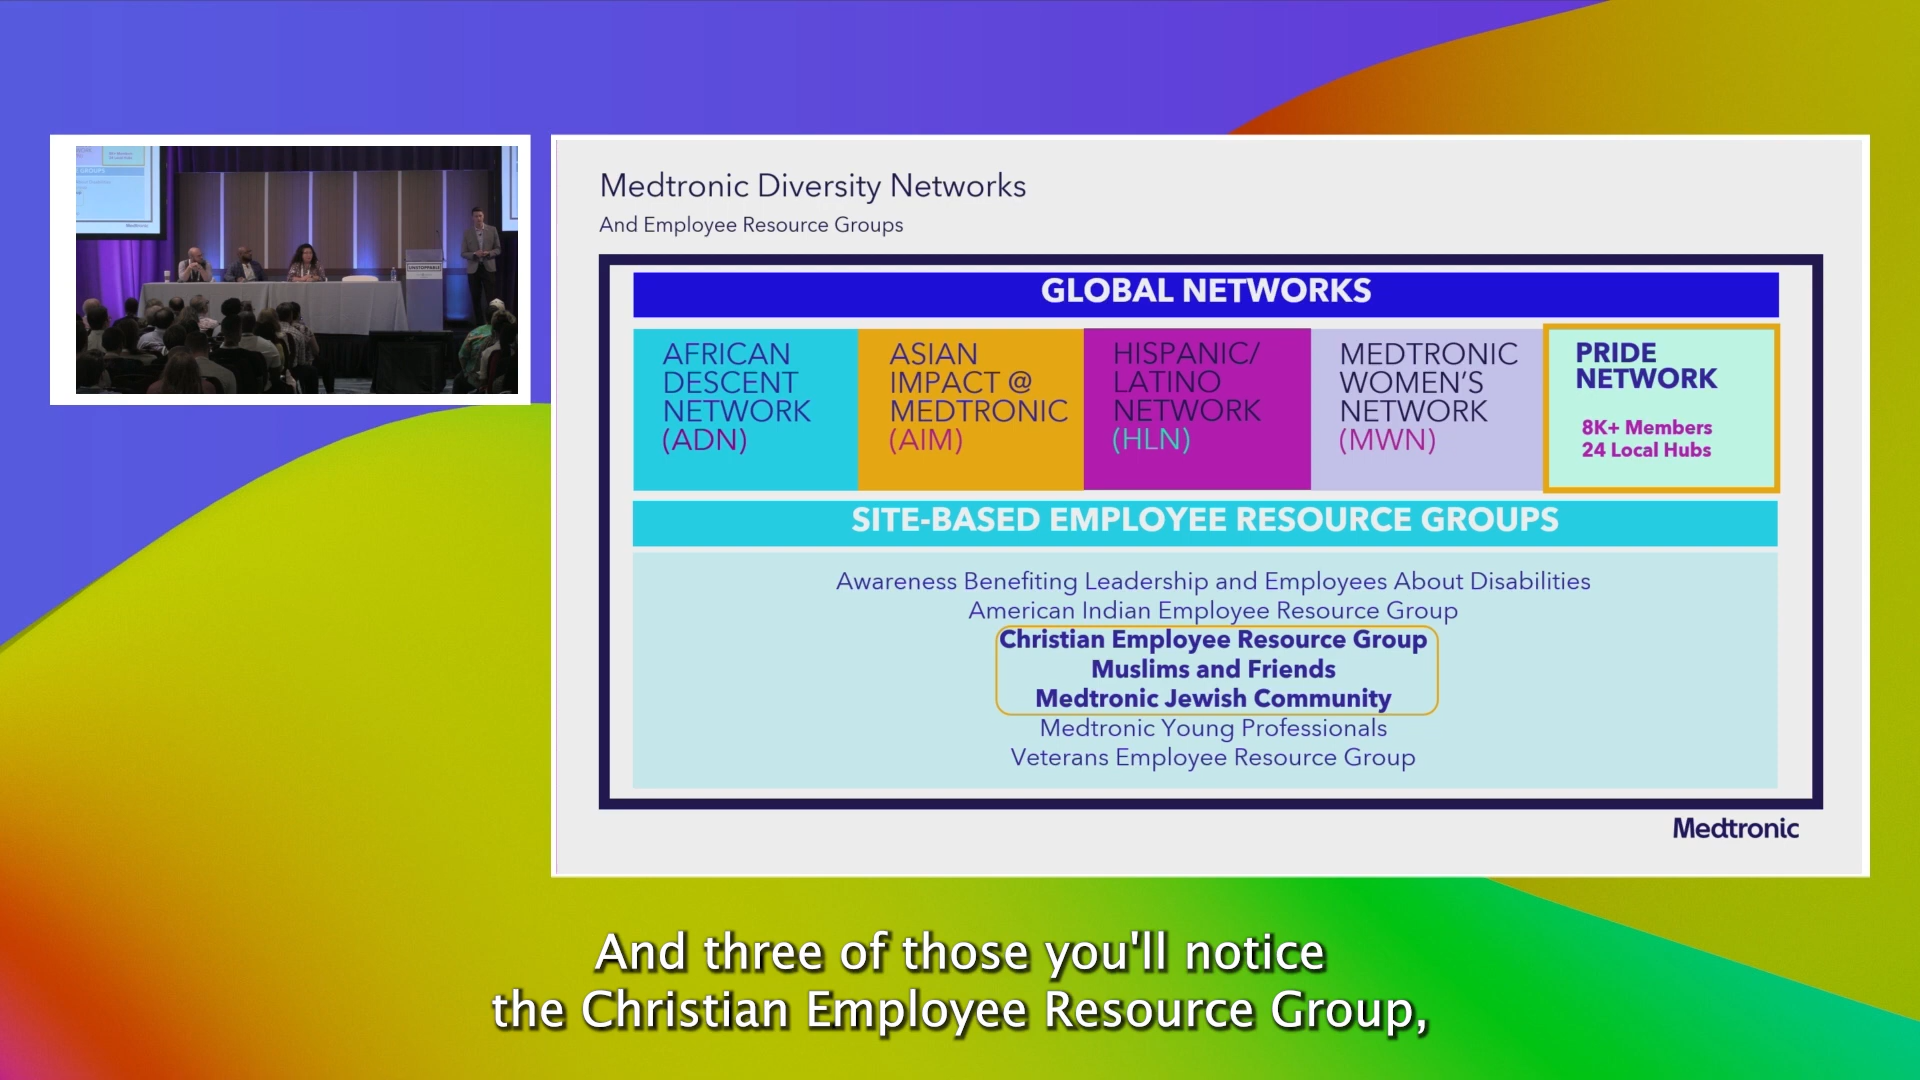 Medtronic Diversity Networks
And Employee Resource Groups
GLOBAL NETWORKS
AFRICAN
DESCENT
NETWORK
(ADN)
ASIAN
IMPACT @
MEDTRONIC
(AIM)
HISPANIC/
LATINO
NETWORK
(HLN)
MEDTRONIC
WOMEN'S
NETWORK
(MWN)
PRIDE
NETWORK
8K+ Members
24 Local Hubs
SITE-BASED EMPLOYEE RESOURCE GROUPS
Awareness Benefiting Leadership and Employees About Disabilities
American Indian Employee Resource Group
Christian Employee Resource Group
Muslims and Friends
Medtronic Jewish Community
Medtronic Young Professionals
Veterans Employee Resource Group
Medtronic
UNSTOPPABLE
And three of those you'll notice
the Christian Employee Resource Group,